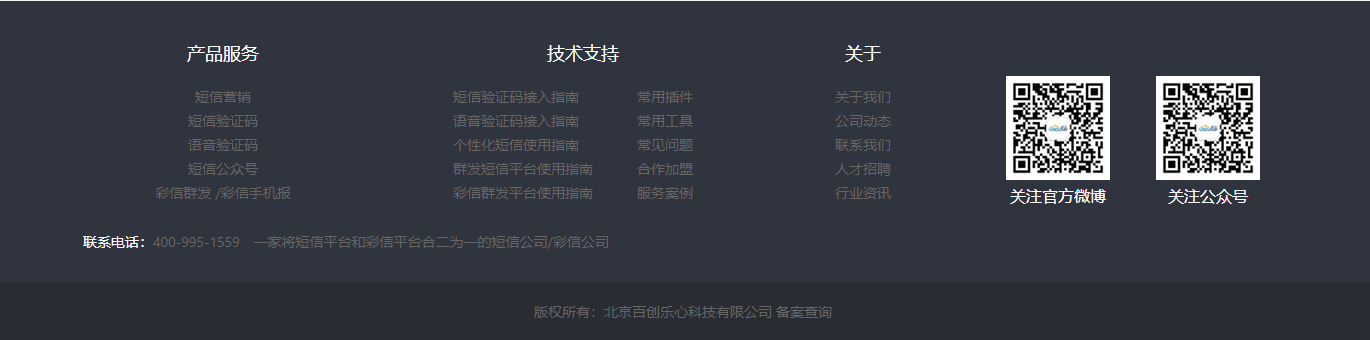 产品服务
短信营销
短信验证码
语音验证码
短信公众号
彩信群发 /彩信手机报
技术支持
短信验证码接入指南 常用插件
语音验证码接入指南 常用工具
个性化短信使用指南 常见问题
群发短信平台使用指南 合作加盟
彩信群发平台使用指南 服务案例
关于
关于我们
公司动态
联系我们
人才招聘
行业资讯
关注官方微博
关注公众号
联系电话：400-995-1559 一家将短信平台和彩信平台合二为一的短信公司/彩信公司
版权所有：北京百创乐心科技有限公司 备案查询